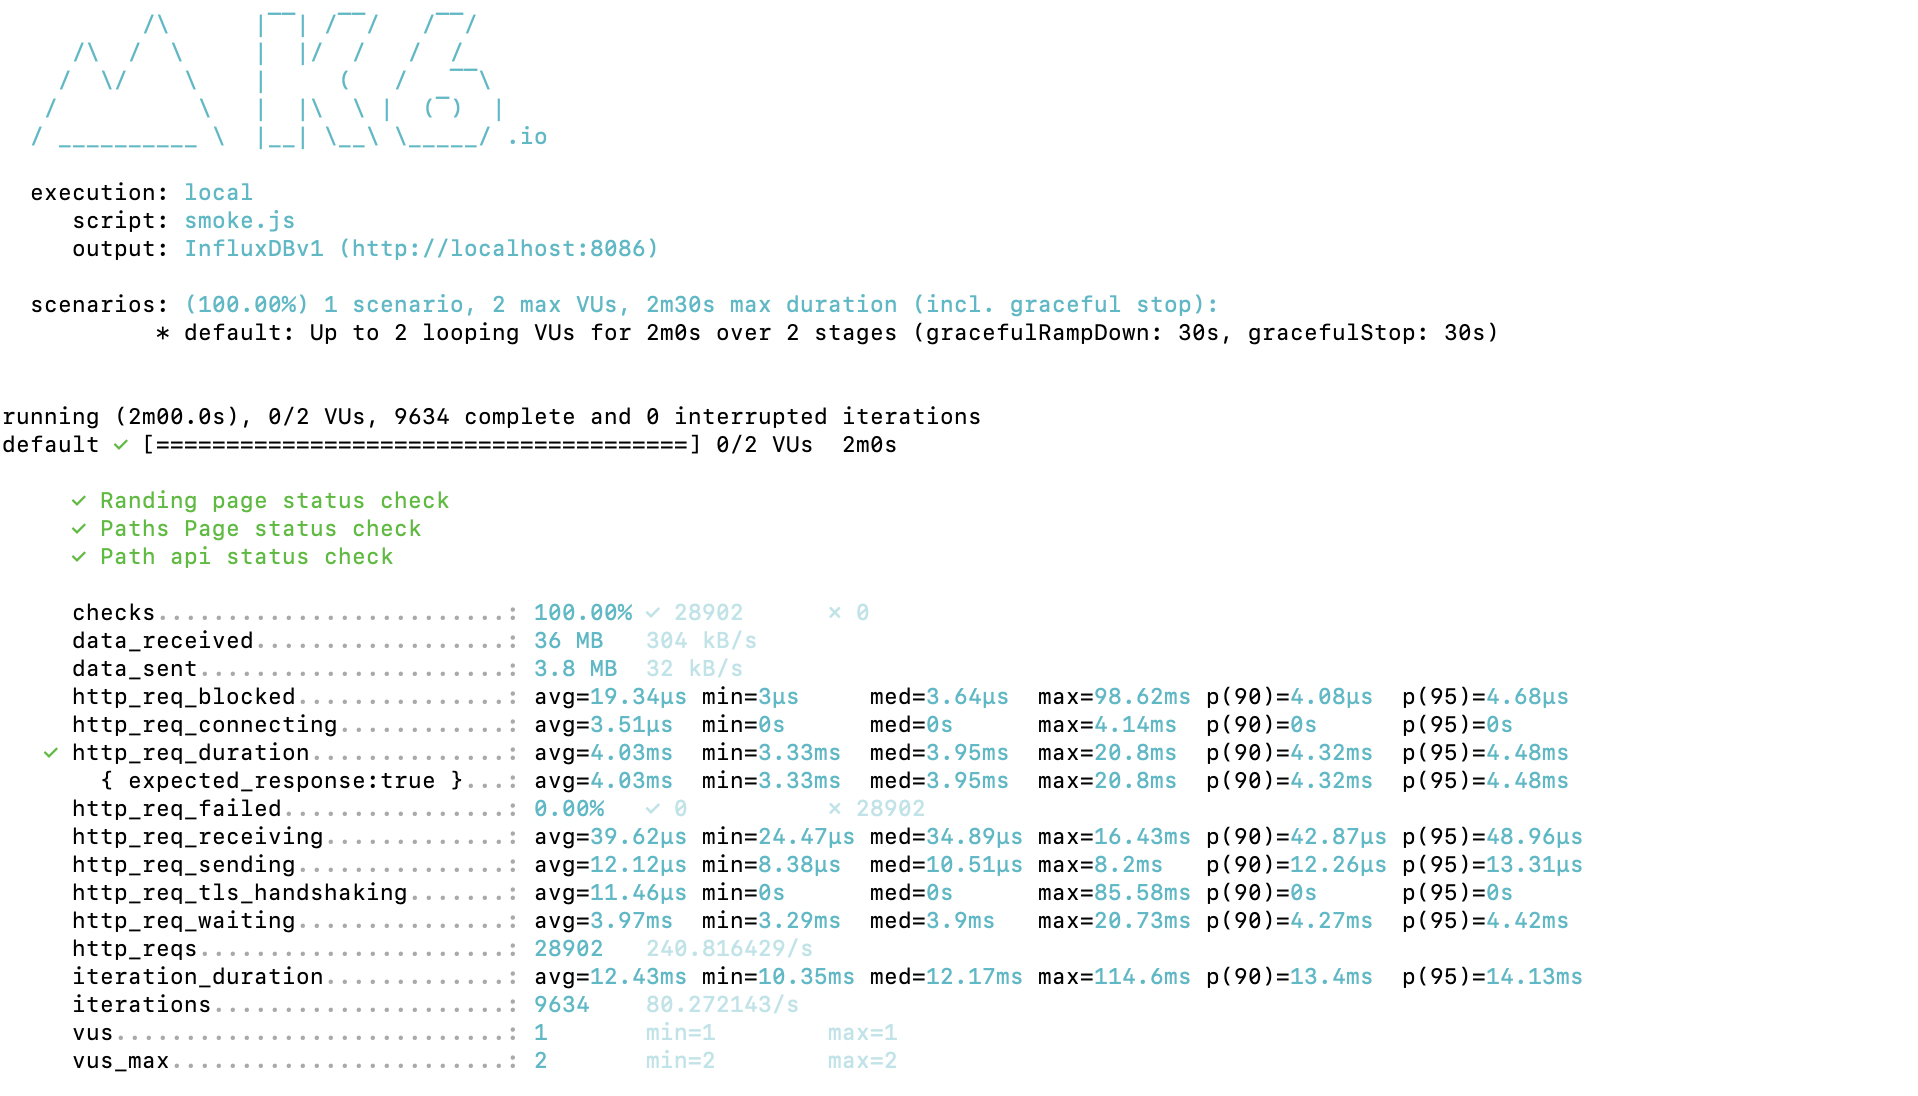 /\      |‾‾| /‾‾/   /‾‾/
     /\  /  \     |  |/  /   /  /
    /  \/    \    |     (   /   ‾‾\
   /          \   |  |\  \ |  (‾)  |
  / __________ \  |__| \__\ \_____/ .io
execution: local
script: smoke.js
output: InfluxDBv1 (http://localhost:8086)
scenarios: (100.00%) 1 scenario, 2 max VUs, 2m30s max duration (incl. graceful stop):
* default: Up to 2 looping VUs for 2m0s over 2 stages (gracefulRampDown: 30s, gracefulStop: 30s)
running (2m00.0s), 0/2 VUs, 9634 complete and 0 interrupted iterations
default ✓ [======================================] 0/2 VUs  2m0s
✓ Randing page status check
✓ Paths Page status check
✓ Path api status check
checks.........................: 100.00% ✓ 28902      ✗ 0
data_received..................: 36 MB   304 kB/s
data_sent......................: 3.8 MB  32 kB/s
http_req_blocked...............: avg=19.34µs min=3µs     med=3.64µs  max=98.62ms p(90)=4.08µs  p(95)=4.68µs
http_req_connecting............: avg=3.51µs  min=0s      med=0s      max=4.14ms  p(90)=0s      p(95)=0s
✓ http_req_duration..............: avg=4.03ms  min=3.33ms  med=3.95ms  max=20.8ms  p(90)=4.32ms  p(95)=4.48ms
{ expected_response:true }...: avg=4.03ms  min=3.33ms  med=3.95ms  max=20.8ms  p(90)=4.32ms  p(95)=4.48ms
http_req_failed................: 0.00%   ✓ 0          ✗ 28902
http_req_receiving.............: avg=39.62µs min=24.47µs med=34.89µs max=16.43ms p(90)=42.87µs p(95)=48.96µs
http_req_sending...............: avg=12.12µs min=8.38µs  med=10.51µs max=8.2ms   p(90)=12.26µs p(95)=13.31µs
http_req_tls_handshaking.......: avg=11.46µs min=0s      med=0s      max=85.58ms p(90)=0s      p(95)=0s
http_req_waiting...............: avg=3.97ms  min=3.29ms  med=3.9ms   max=20.73ms p(90)=4.27ms  p(95)=4.42ms
http_reqs......................: 28902   240.816429/s
iteration_duration.............: avg=12.43ms min=10.35ms med=12.17ms max=114.6ms p(90)=13.4ms  p(95)=14.13ms
iterations.....................: 9634    80.272143/s
vus............................: 1       min=1        max=1
vus_max........................: 2       min=2        max=2